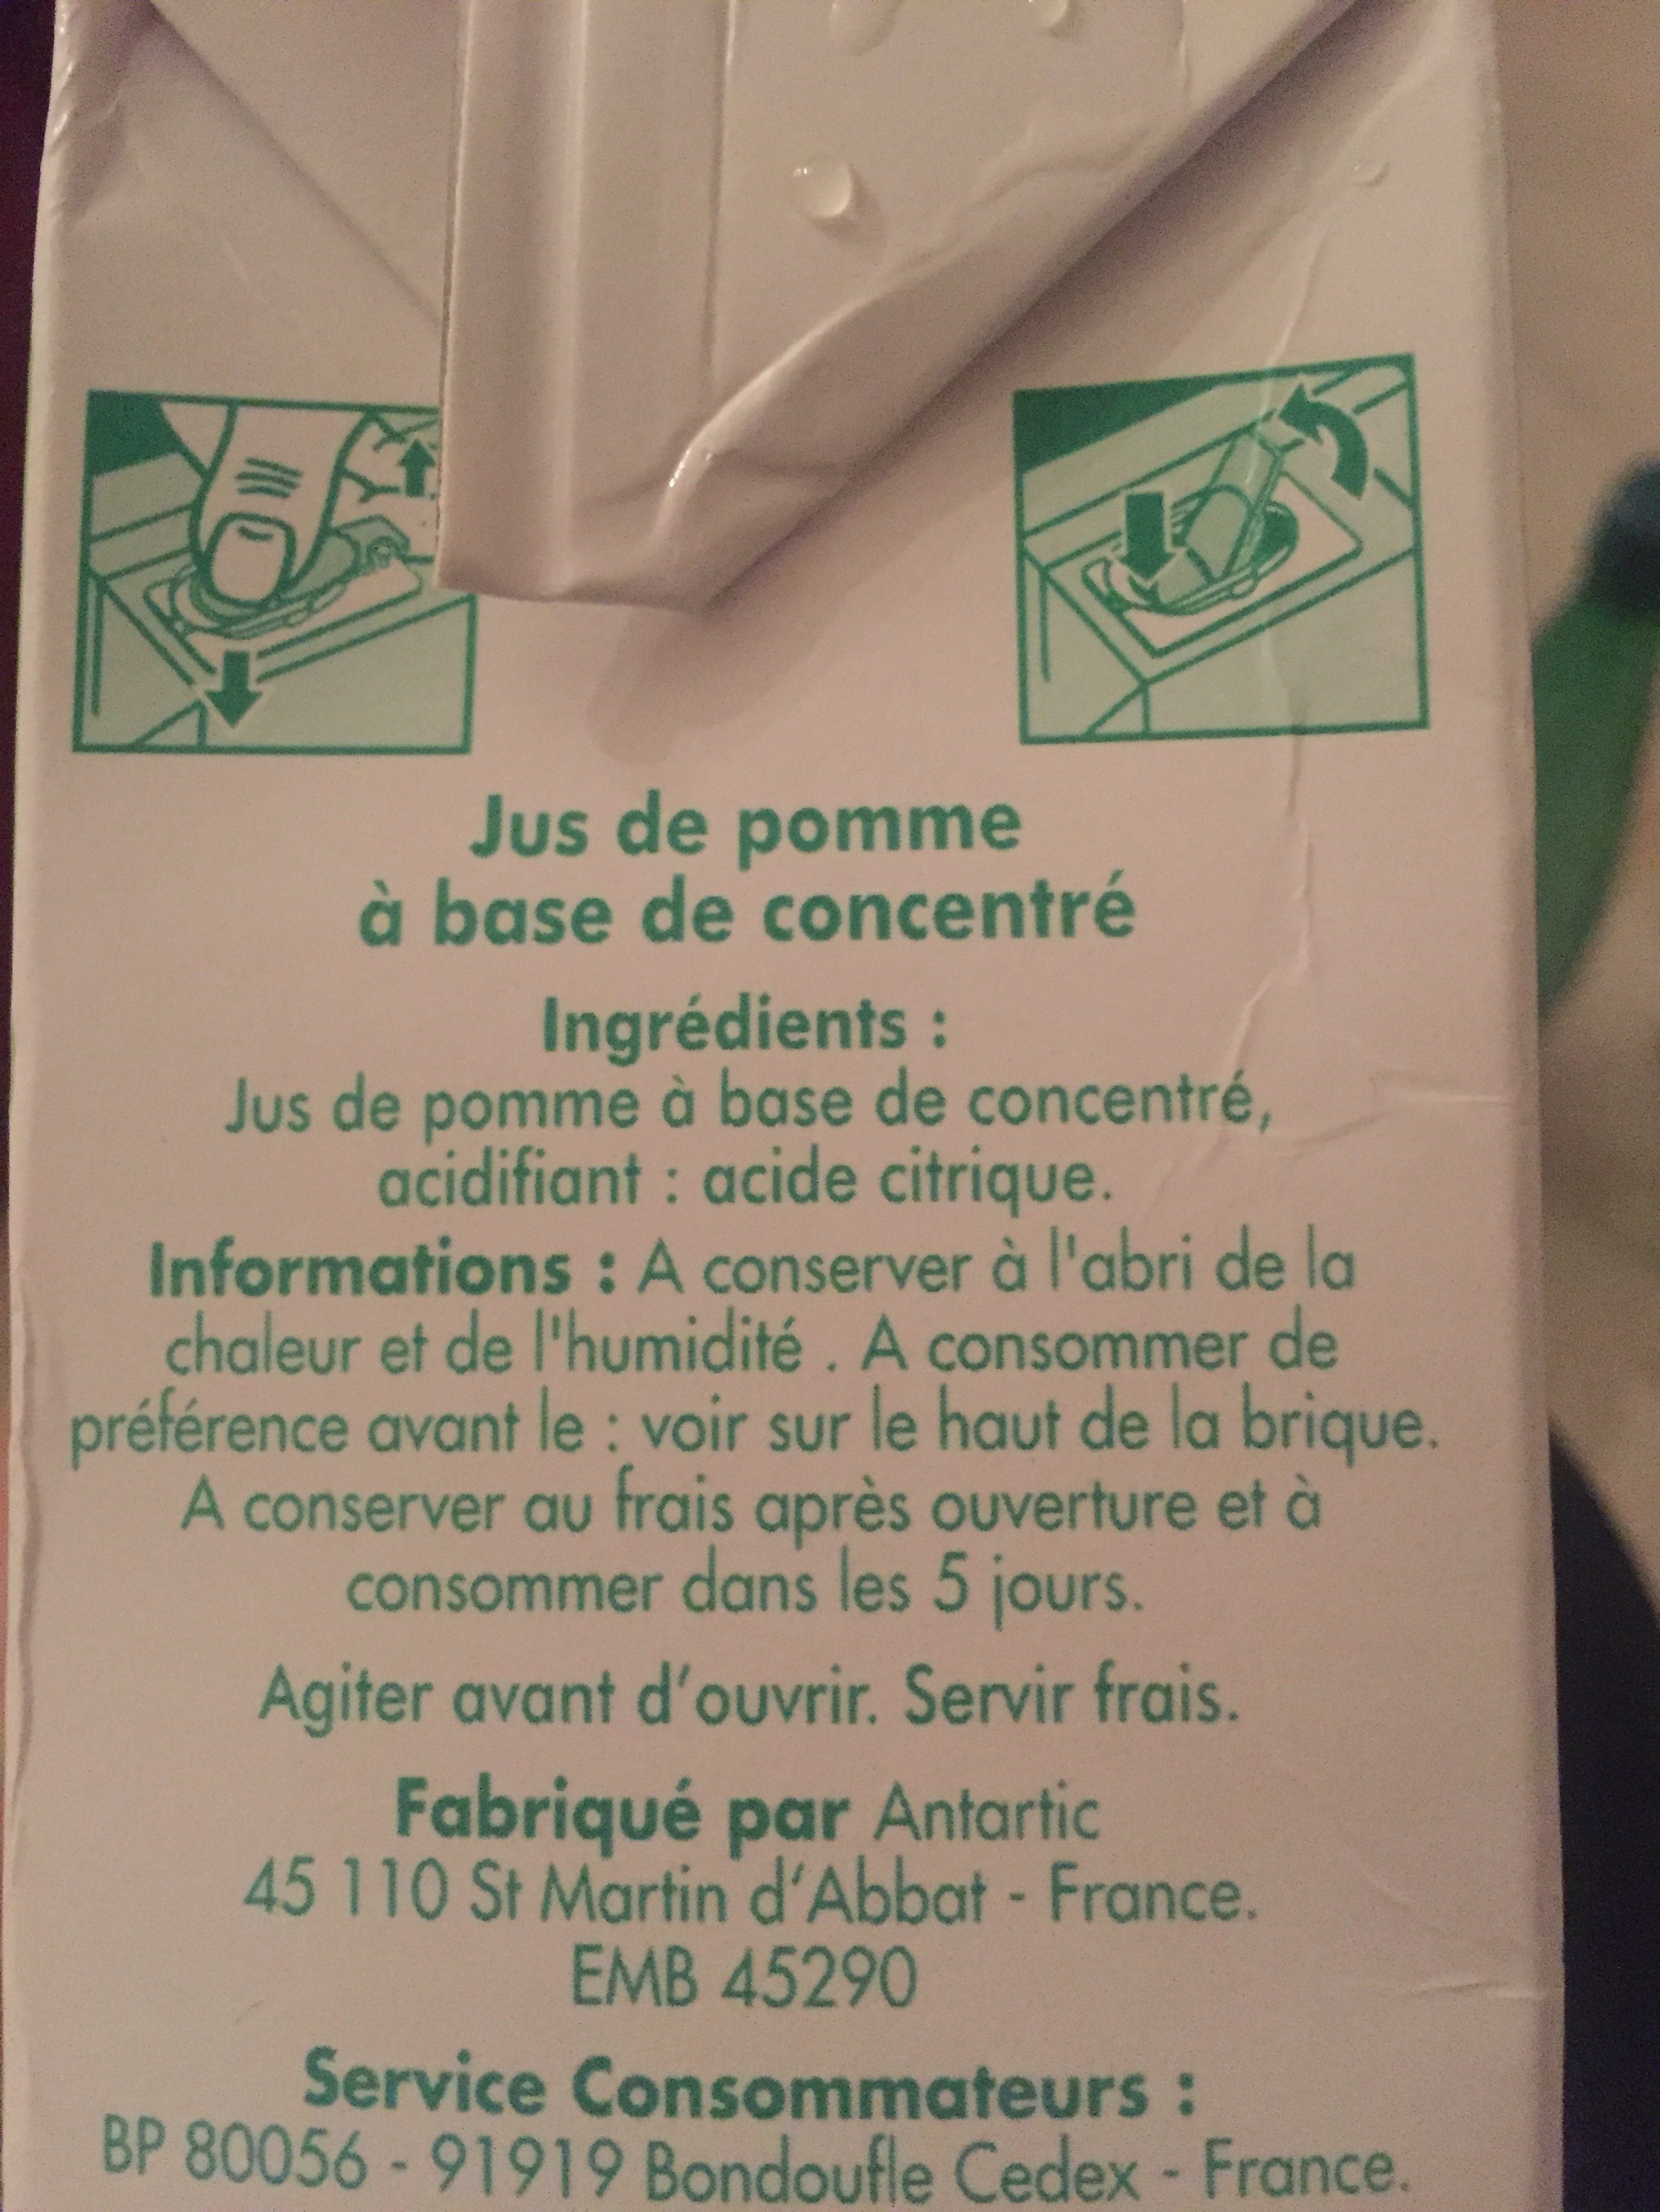 Jus de pomme
à base de concentré
Ingrédients :
Jus de pomme à base de concentré,
acidifiant : acide citrique.
Informations : A conserver à l'abri de la
chaleur et de l'humidité . A consommer de
préférence avant le : voir sur le haut de la brique.
A conserver au frais après ouverture et à
consommer dans les 5 jours.
Agiter avant d’ouvrir. Servir frais.
Fabriqué par Antartic
45 110 St Martin d’Abbat - France.
EMB 45290
Service Consommateurs :
BP 80056 - 91919 Bondoufle Cedex - France.